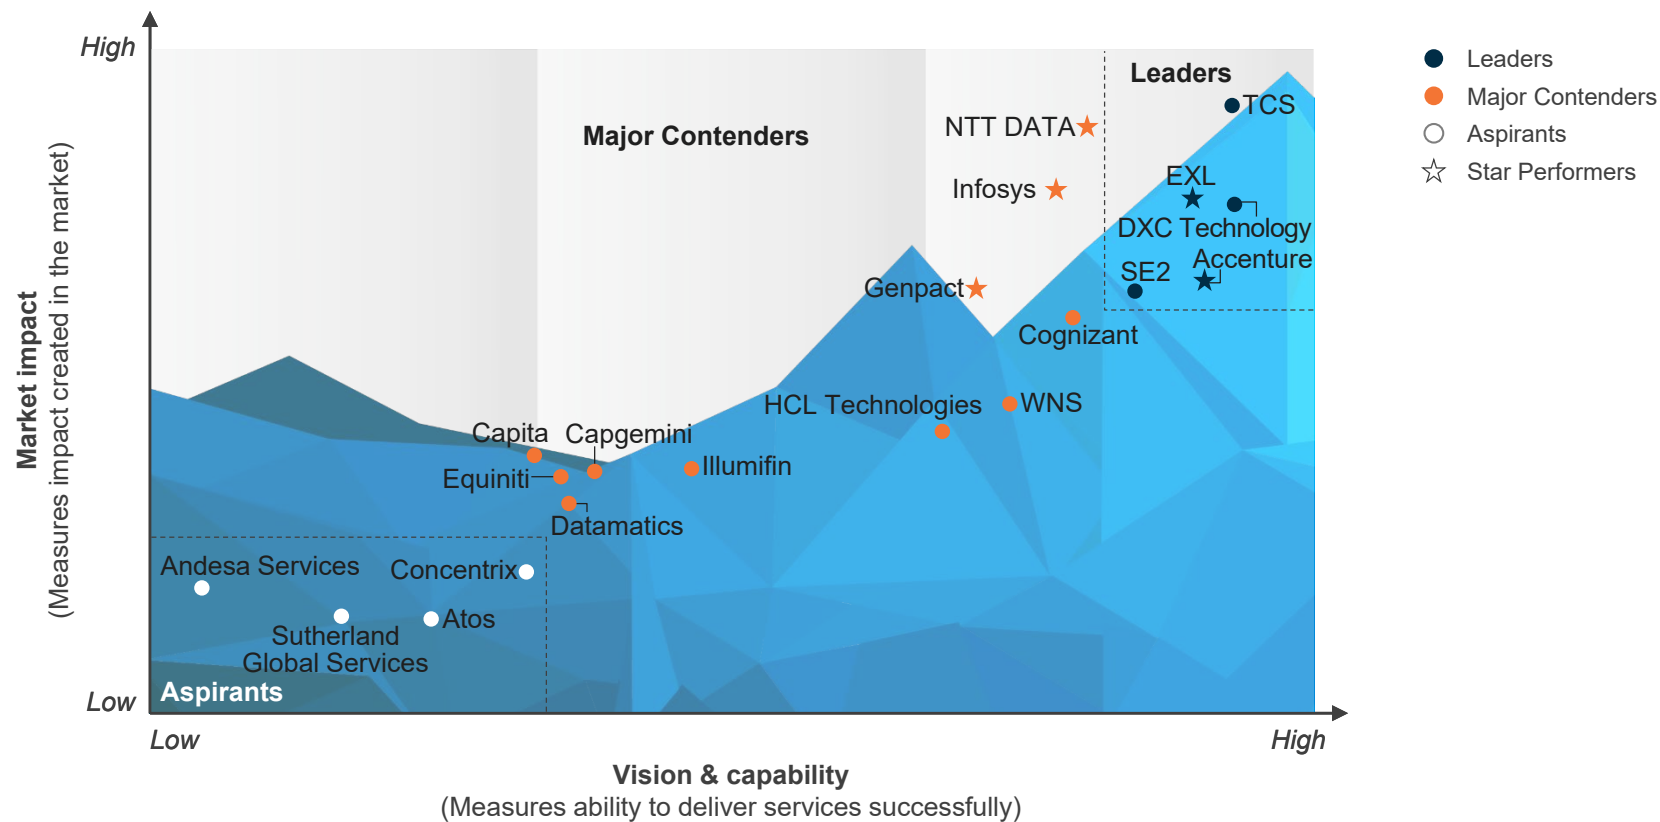 High
Leaders
TCS
Leaders
Major Contenders
Aspirants
Star Performers
Major Contenders
NTT DATA
Infosys
EXL
DXC Technology
Accenture
SE2
Genpact
Cognizant
HCL Technologies
WNS
Capita
Capgemini
Equiniti
Illumifin
Datamatics
Andesa Services
Concentrix
Sutherland
Global Services
Atos
Aspirants
Market impact
(Measures impact created in the market)
Low
Low
High
Vision & capability
(Measures ability to deliver services successfully)